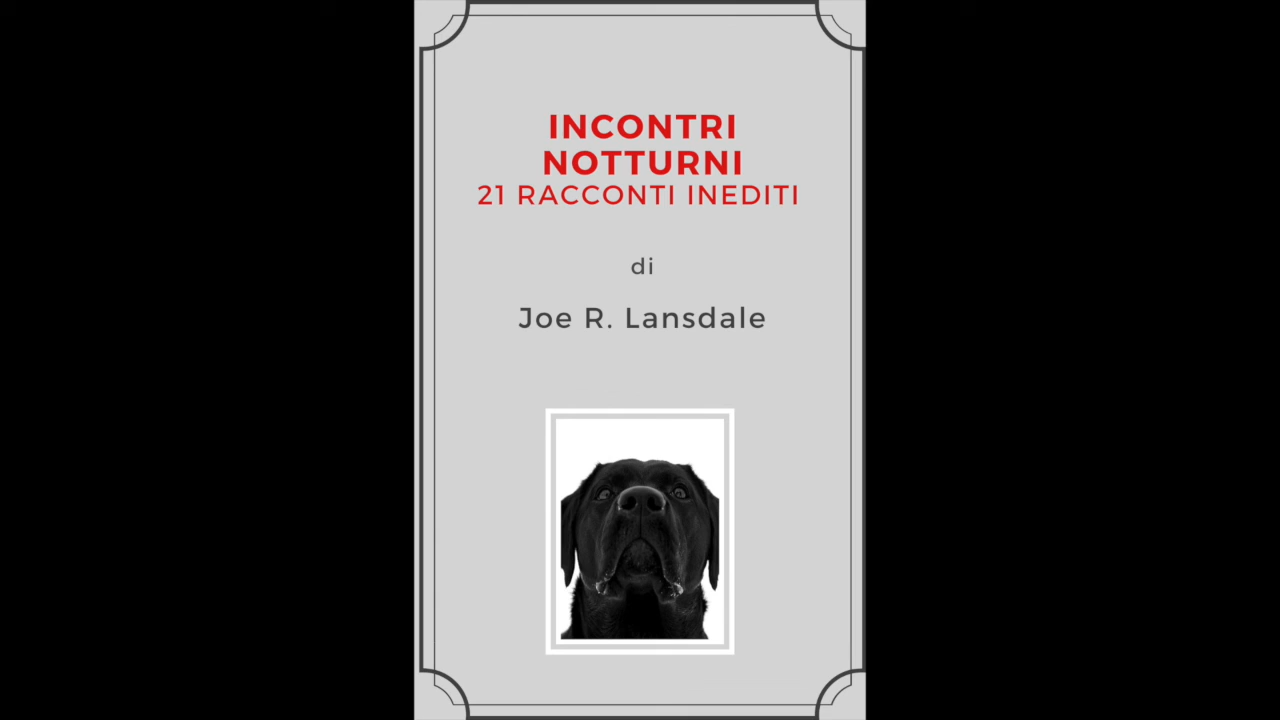 INCONTRI
NOTTURNI
21 RACCONTI INEDITI
di
Joe R. Lansdale